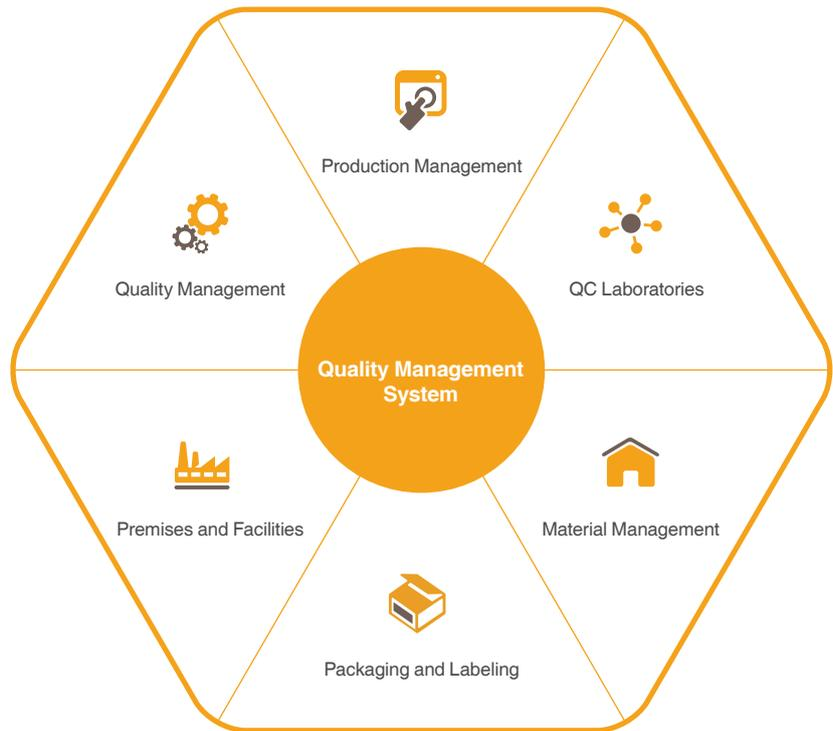 Production Management
Quality Management
QC Laboratories
Quality Management
System
Premises and Facilities
Material Management
Packaging and Labeling